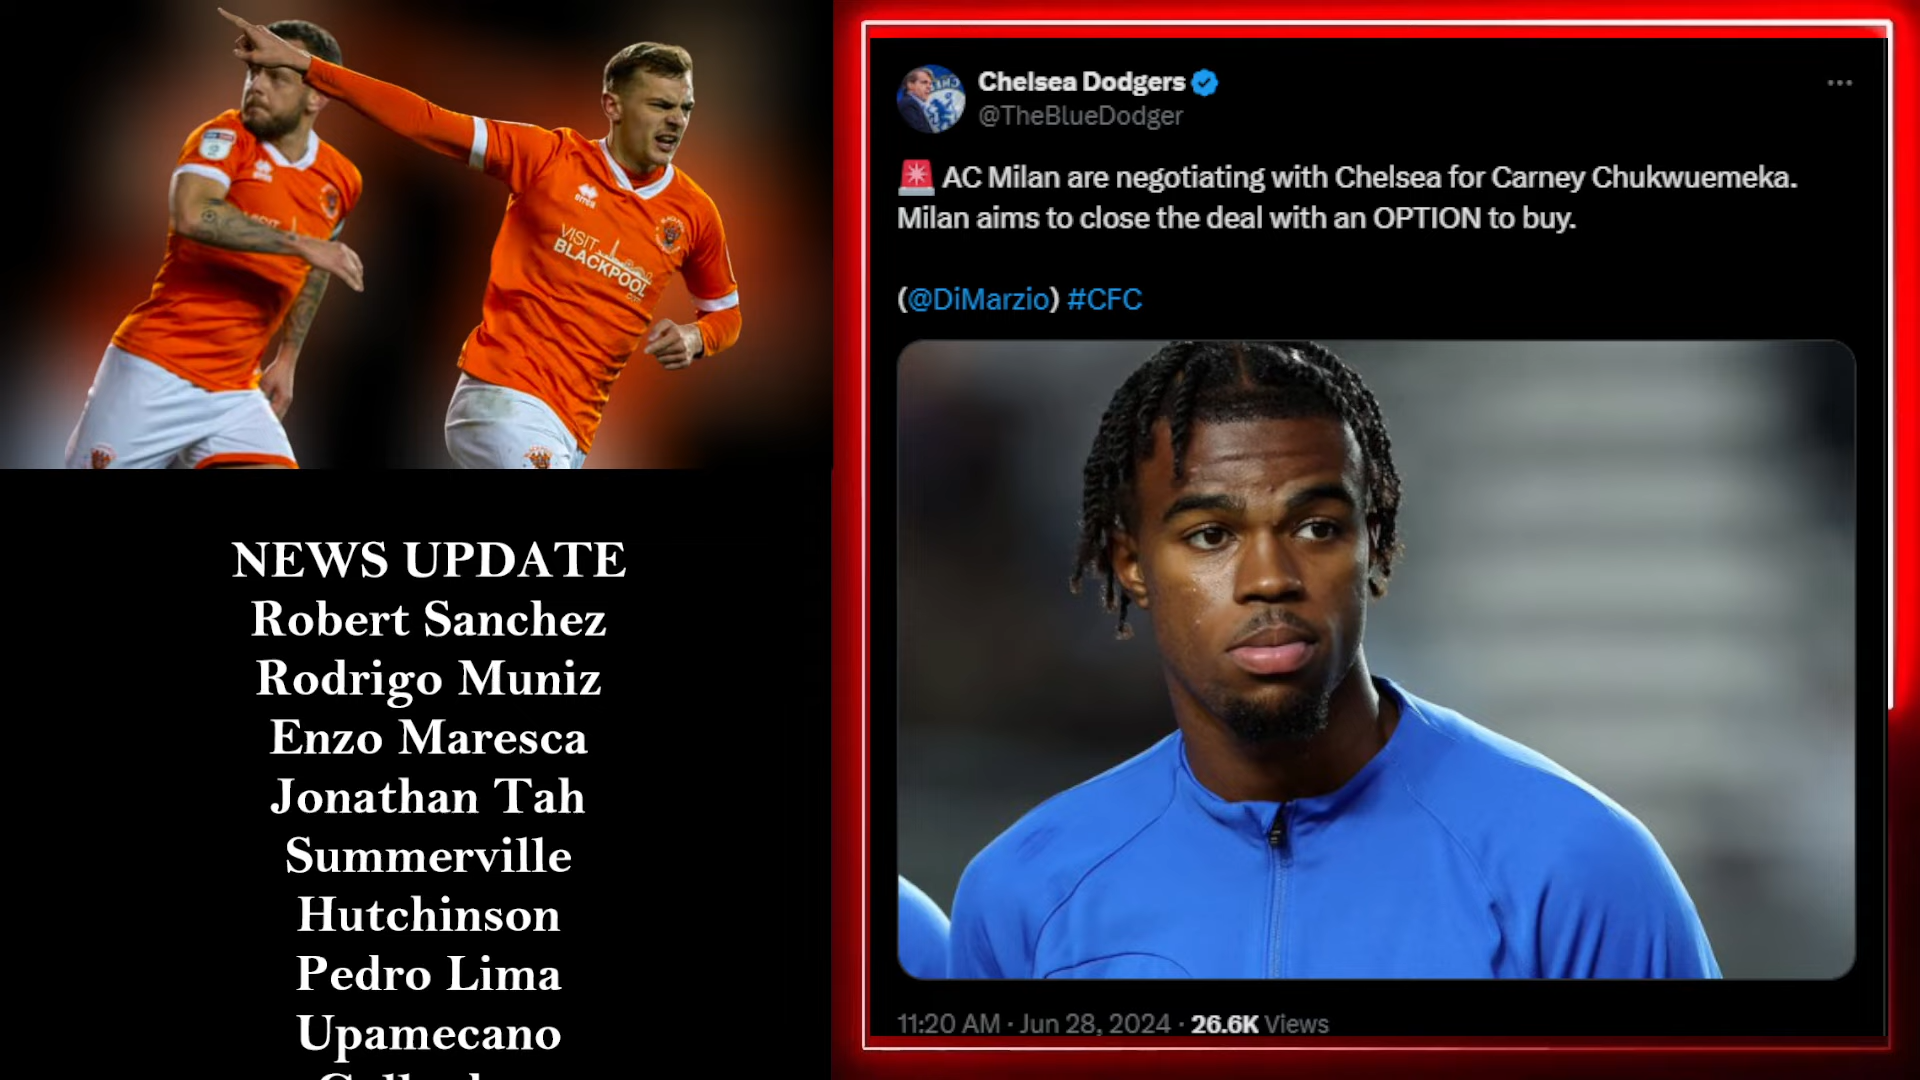 VISIT
BLACKPOOL
.com
errea
NEWS UPDATE
Robert Sanchez
Rodrigo Muniz
Enzo Maresca
Jonathan Tah
Summerville
Hutchinson
Pedro Lima
Upamecano
Chelsea Dodgers
@TheBlueDodger
🚨 AC Milan are negotiating with Chelsea for Carney Chukwuemeka.
Milan aims to close the deal with an OPTION to buy.
(@DiMarzio) #CFC
11:20 AM · Jun 28, 2024 · 26.6K Views